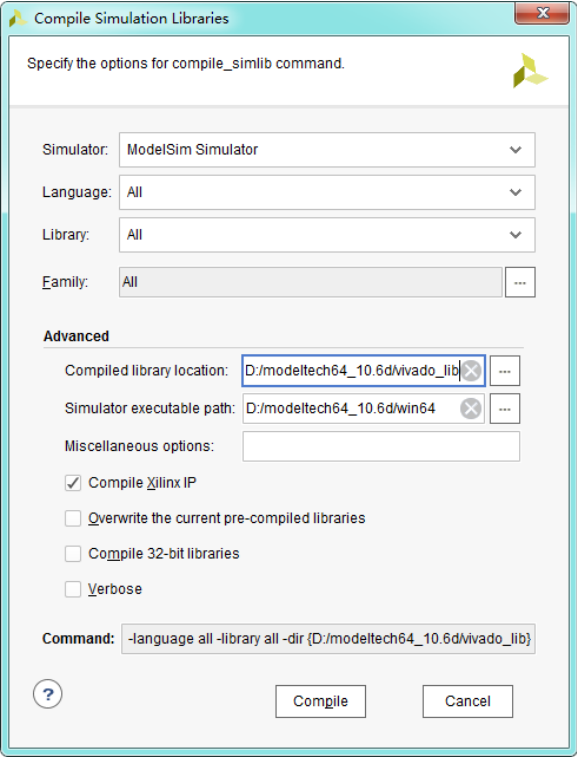 Compile Simulation Libraries
Specify the options for compile_simlib command.
Simulator: ModelSim Simulator
Language: All
Library: All
Family: All ...
Advanced
Compiled library location: D:/modeltech64_10.6d/vivado_lib ...
Simulator executable path: D:/modeltech64_10.6d/win64 ...
Miscellaneous options:
Compile Xilinx IP
Overwrite the current pre-compiled libraries
Compile 32-bit libraries
Verbose
Command: -language all -library all -dir {D:/modeltech64_10.6d/vivado_lib}
? Compile Cancel